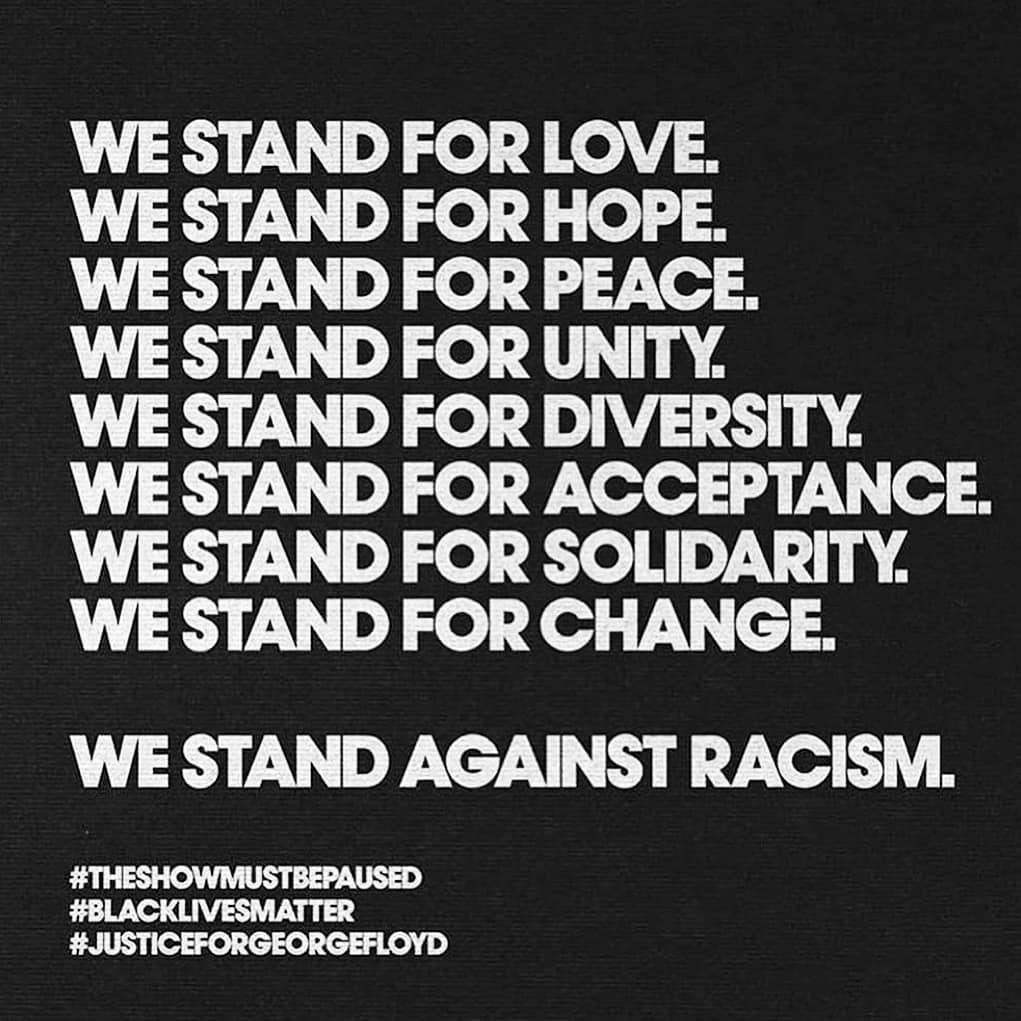 WE STAND FOR LOVE.
WE STAND FOR HOPE.
WE STAND FOR PEACE.
WE STAND FOR UNITY.
WE STAND FOR DIVERSITY.
WE STAND FOR ACCEPTANCE.
WE STAND FOR SOLIDARITY.
WE STAND FOR CHANGE.
WE STAND AGAINST RACISM.
#THESHOWMUSTBEPAUSED
#BLACKLIVESMATTER
#JUSTICEFORGEORGEFLOYD